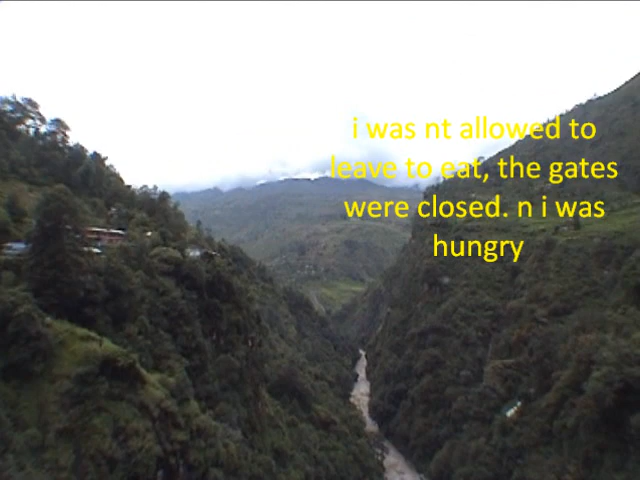 i was nt allowed to
leave to eat, the gates
were closed. n i was
hungry